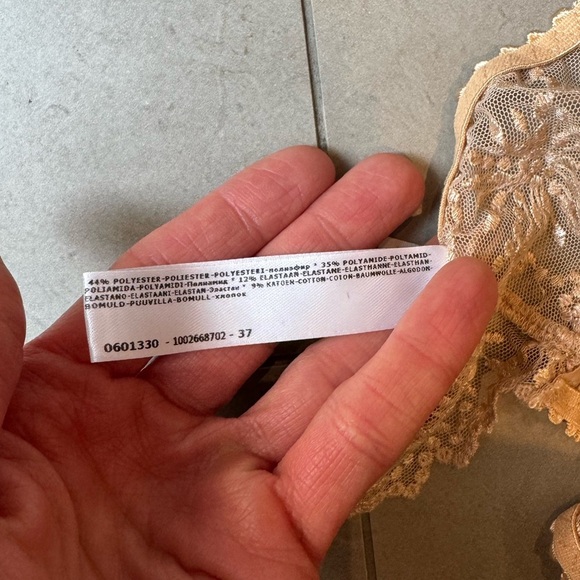 44% POLYESTER-POLIESTER-POLYESTERI-полиэфир * 35% POLYAMIDE-POLYAMID-
POLIAMIDA-POLYAMIDI-Полиамид * 12% ELASTAAN-ELASTANE-ELASTHANNE-ELASTHAN-
ELASTANO-ELASTAANI-ELASTAN-Эластан * 9% KATOEN-COTTON-COTON-BAUMWOLLE-ALGODON-
BOMULD-PUUVILLA-BOMULL-хлопок
0601330 - 1002668702 - 37